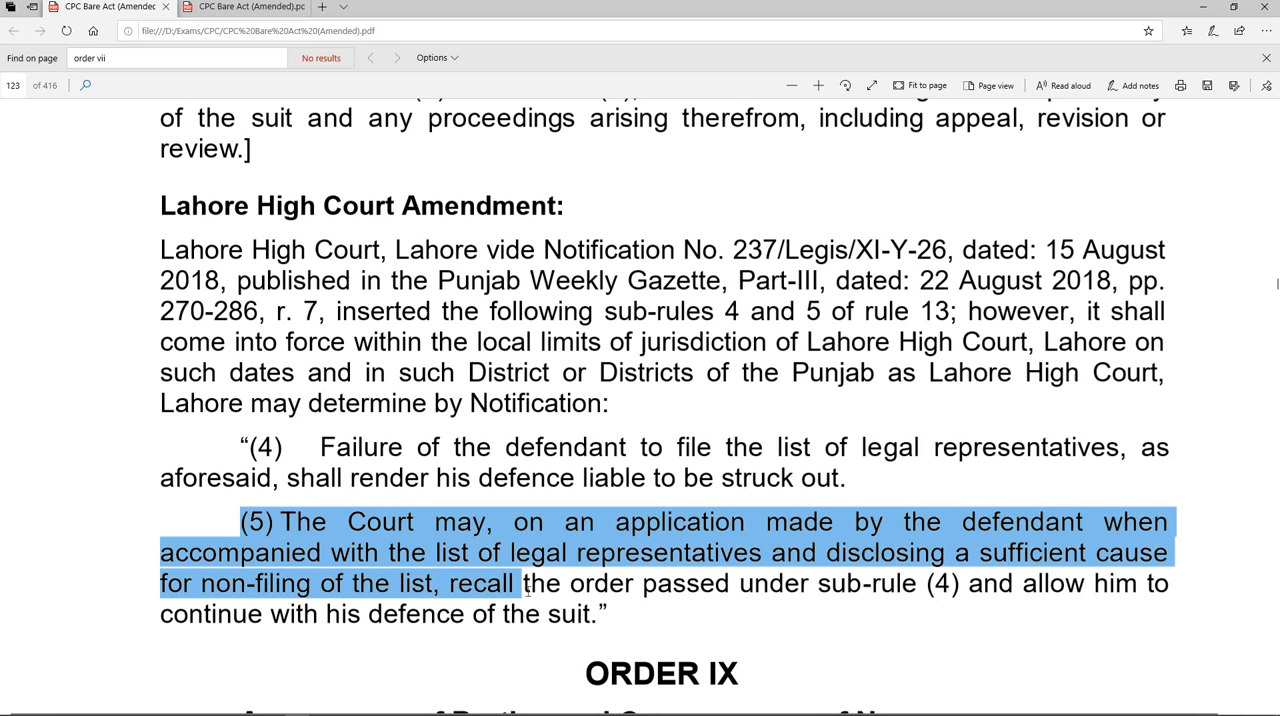 CPC Bare Act (Amended
CPC Bare Act (Amended).pc
file:///D:/Exams/CPC/CPC%20Bare%20Act%20(Amended).pdf
Find on page order vii No results Options
123 of 416 Fit to page Page view Read aloud Add notes
of the suit and any proceedings arising therefrom, including appeal, revision or
review.]
Lahore High Court Amendment:
Lahore High Court, Lahore vide Notification No. 237/Legis/XI-Y-26, dated: 15 August
2018, published in the Punjab Weekly Gazette, Part-III, dated: 22 August 2018, pp.
270-286, r. 7, inserted the following sub-rules 4 and 5 of rule 13; however, it shall
come into force within the local limits of jurisdiction of Lahore High Court, Lahore on
such dates and in such District or Districts of the Punjab as Lahore High Court,
Lahore may determine by Notification:
“(4) Failure of the defendant to file the list of legal representatives, as
aforesaid, shall render his defence liable to be struck out.
(5) The Court may, on an application made by the defendant when
accompanied with the list of legal representatives and disclosing a sufficient cause
for non-filing of the list, recall the order passed under sub-rule (4) and allow him to
continue with his defence of the suit.”
ORDER IX